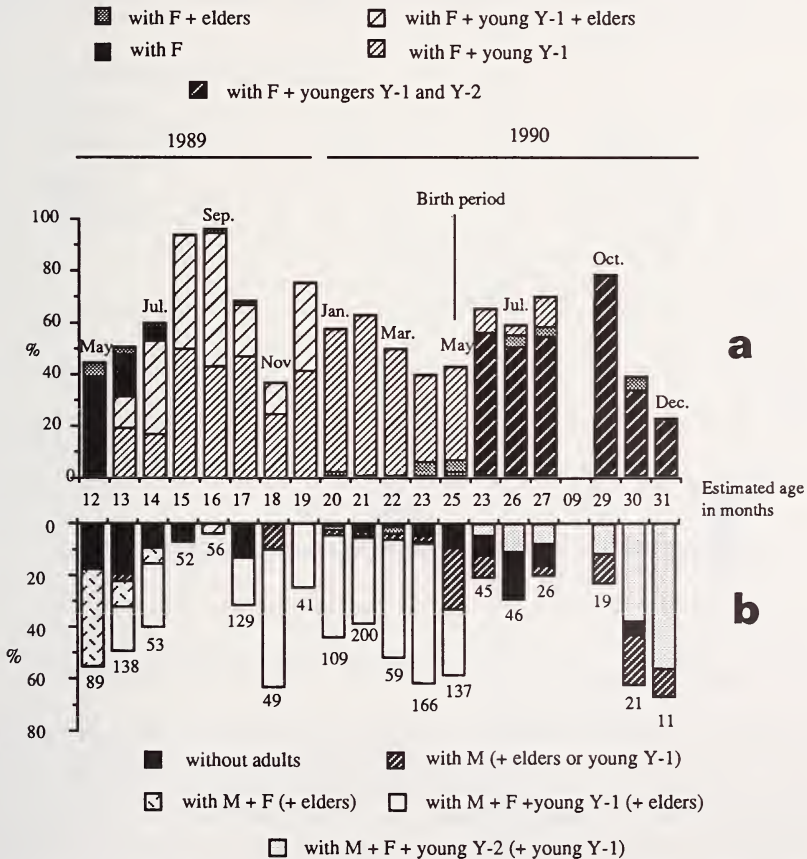 with F + elders
with F + young Y-1 + elders
with F
with F + young Y-1
with F + youngers Y-1 and Y-2
1989
1990
Birth period
100
80
60
40
20
0
%
May
Jul.
Sep.
Nov
Jan.
Mar.
May
Jul.
Oct.
Dec.
a
12 13 14 15 16 17 18 19 20 21 22 23 25 23 26 27 09 29 30 31
Estimated age
in months
0
20
40
60
80
%
89
138
53
52
56
129
49
41
109
200
59
166
137
45
46
26
19
21
11
b
without adults
with M (+ elders or young Y-1)
with M + F (+ elders)
with M + F +young Y-1 (+ elders)
with M + F + young Y-2 (+ young Y-1)